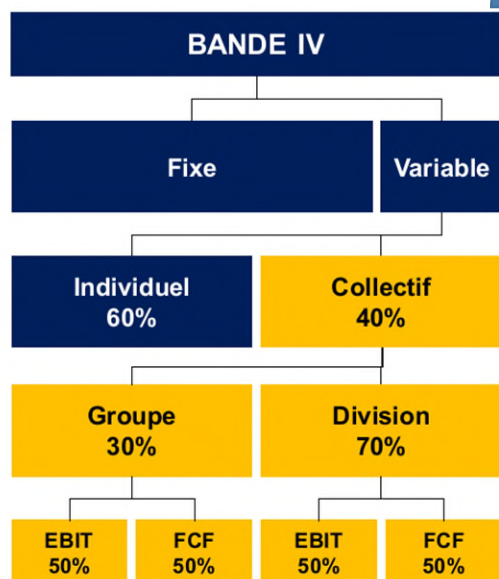 BANDE IV
Fixe
Variable
Individuel
60%
Collectif
40%
Groupe
30%
Division
70%
EBIT
50%
FCF
50%
EBIT
50%
FCF
50%